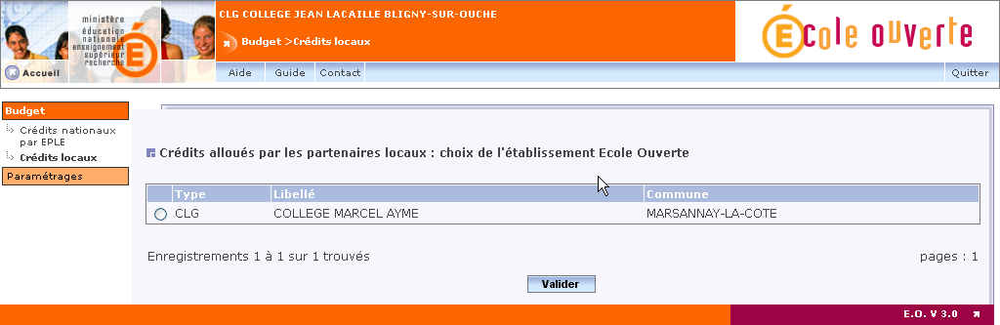 ministère
éducation
nationale
enseignement
supérieur
recherche
Accueil
CLG COLLEGE JEAN LACAILLE BLIGNY-SUR-OUCHE
Budget >Crédits locaux
École ouverte
Aide
Guide
Contact
Quitter
Budget
Crédits nationaux
par EPLE
Crédits locaux
Paramétrages
Crédits alloués par les partenaires locaux : choix de l'établissement Ecole Ouverte
Type Libellé Commune
CLG COLLEGE MARCEL AYME MARSANNAY-LA-COTE
Enregistrements 1 à 1 sur 1 trouvés pages : 1
Valider
E.O. V 3.0